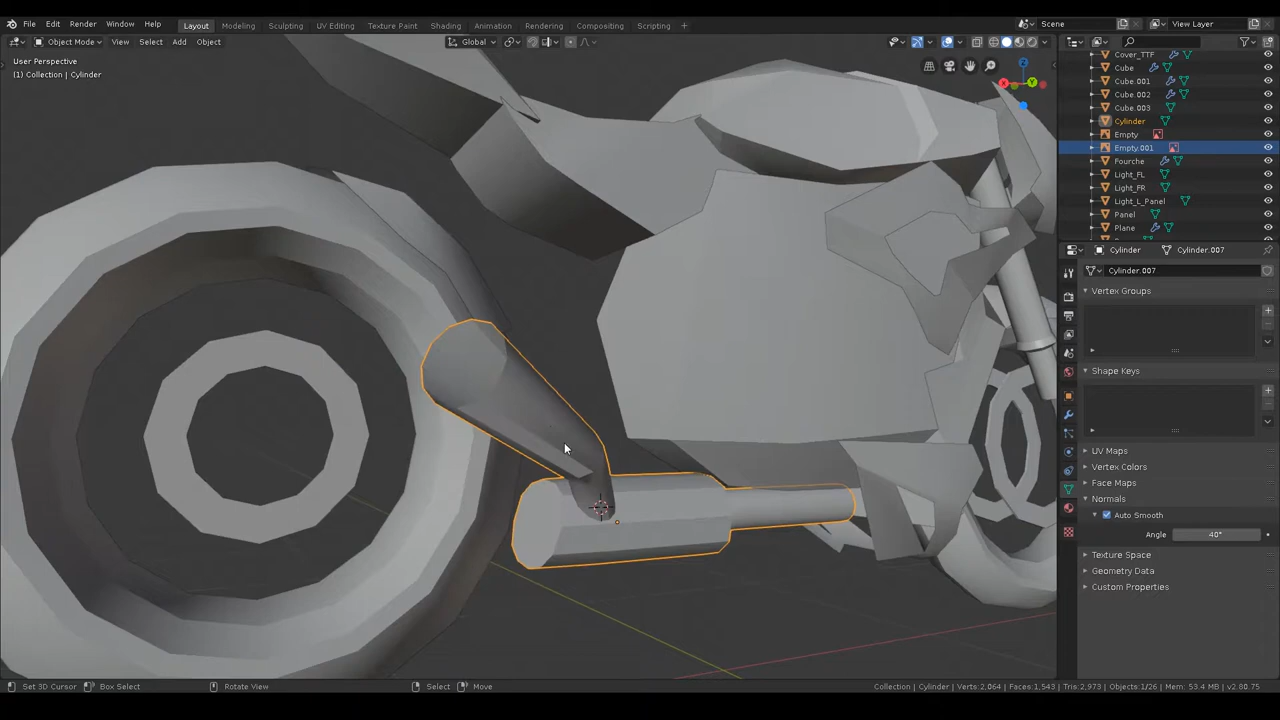 File Edit Render Window Help Layout Modeling Sculpting UV Editing Texture Paint Shading Animation Rendering Compositing Scripting + Scene View Layer
Object Mode View Select Add Object Global
User Perspective
(1) Collection | Cylinder
Cover_TTF
Cube
Cube.001
Cube.002
Cube.003
Cylinder
Empty
Empty.001
Fourche
Light_FL
Light_FR
Light_L_Panel
Panel
Plane
Cylinder Cylinder.007
Cylinder.007
Vertex Groups
Shape Keys
UV Maps
Vertex Colors
Face Maps
Normals
Auto Smooth
Angle 40°
Texture Space
Geometry Data
Custom Properties
Set 3D Cursor Box Select Rotate View Select Move Collection | Cylinder | Verts:2,064 | Faces:1,543 | Tris:2,973 | Objects:1/26 | Mem: 53.4 MB | v2.80.75